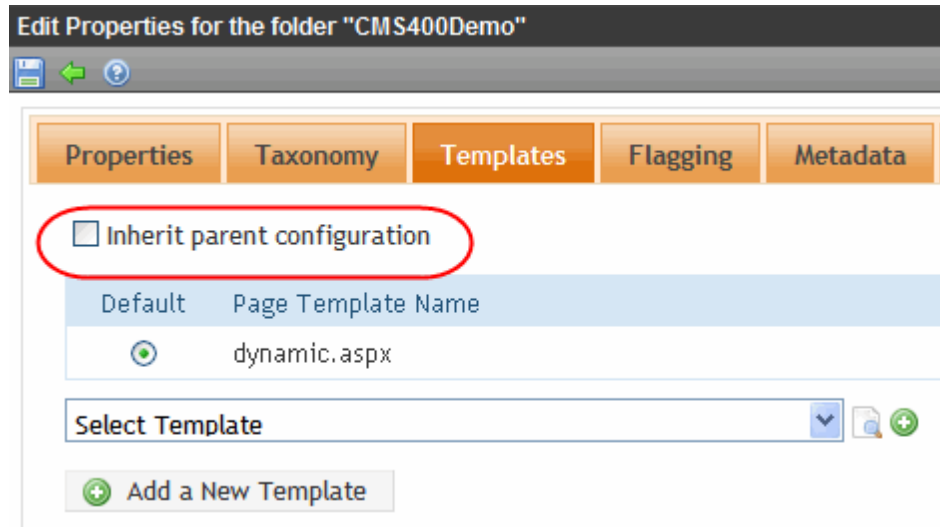 Edit Properties for the folder "CMS400Demo"
Properties Taxonomy Templates Flagging Metadata
Inherit parent configuration
Default Page Template Name
dynamic.aspx
Select Template
Add a New Template